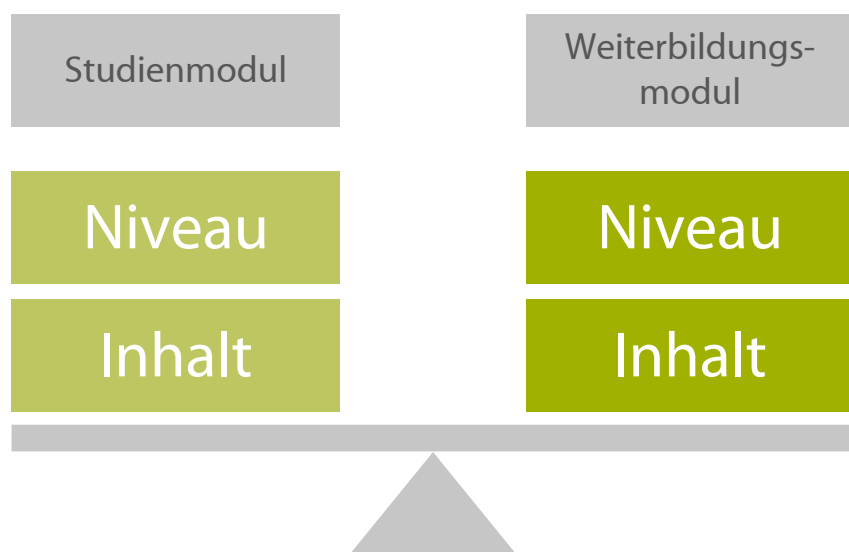 Studienmodul
Weiterbildungs-
modul
Niveau
Niveau
Inhalt
Inhalt